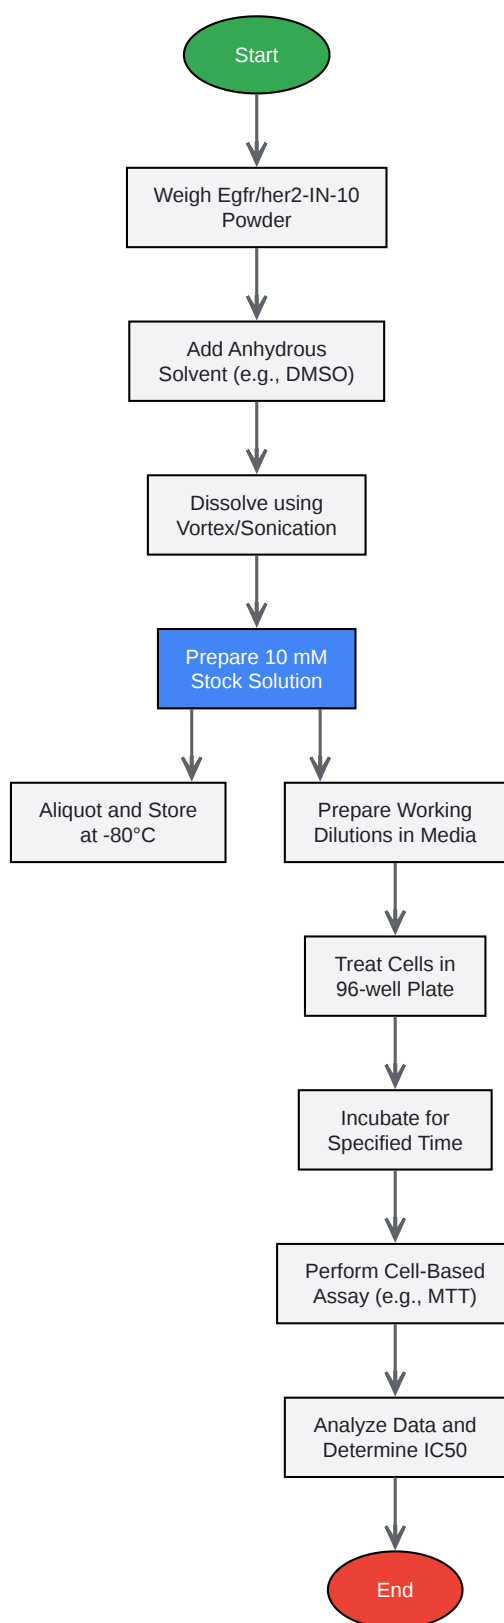 Start
Weigh Egfr/her2-IN-10
Powder
Add Anhydrous
Solvent (e.g., DMSO)
Dissolve using
Vortex/Sonication
Prepare 10 mM
Stock Solution
Aliquot and Store
at -80°C
Prepare Working
Dilutions in Media
Treat Cells in
96-well Plate
Incubate for
Specified Time
Perform Cell-Based
Assay (e.g., MTT)
Analyze Data and
Determine IC50
End